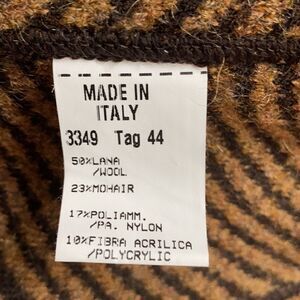 MADE IN
ITALY
3349 Tag 44
50%LANA
/WOOL
23%MOHAIR
17%POLIAMM.
/PA. NYLON
10%FIBRA ACRILICA
/POLYCRYLIC